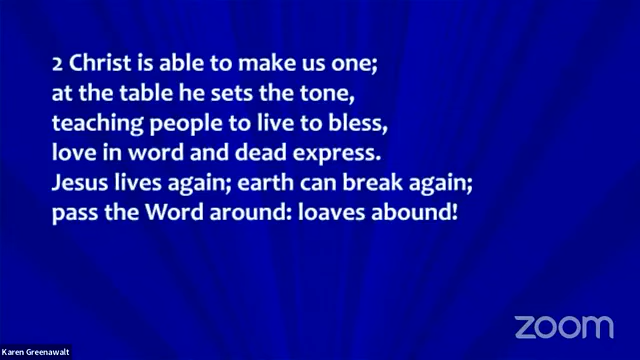 2 Christ is able to make us one;
at the table he sets the tone,
teaching people to live to bless,
love in word and dead express.
Jesus lives again; earth can break again;
pass the Word around: loaves abound!
zoom
Karen Greenawalt